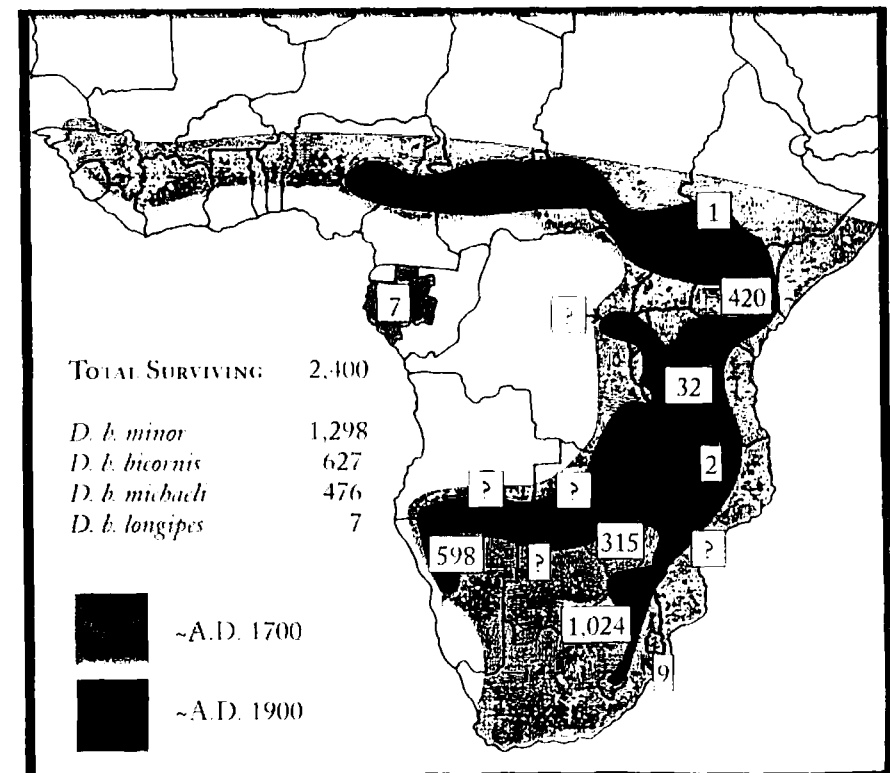 1
420
?
7
32
TOTAL SURVIVING 2,400
D. b. minor 1,298
D. b. bicornis 627
D. b. michaeli 476
D. b. longipes 7
2
? ?
598 ? 315 ?
1,024
9
~A.D. 1700
~A.D. 1900